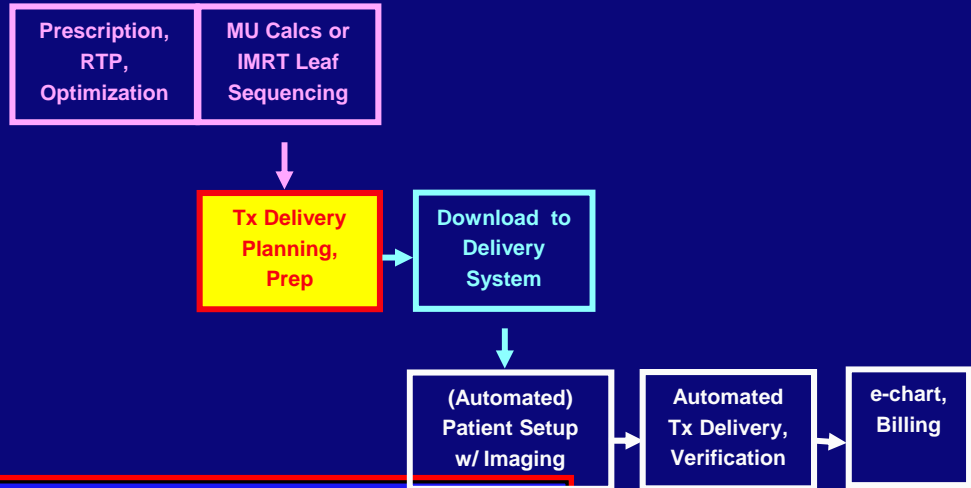 Prescription,
RTP,
Optimization
MU Calcs or
IMRT Leaf
Sequencing
Tx Delivery
Planning,
Prep
Download to
Delivery
System
(Automated)
Patient Setup
w/ Imaging
Automated
Tx Delivery,
Verification
e-chart,
Billing